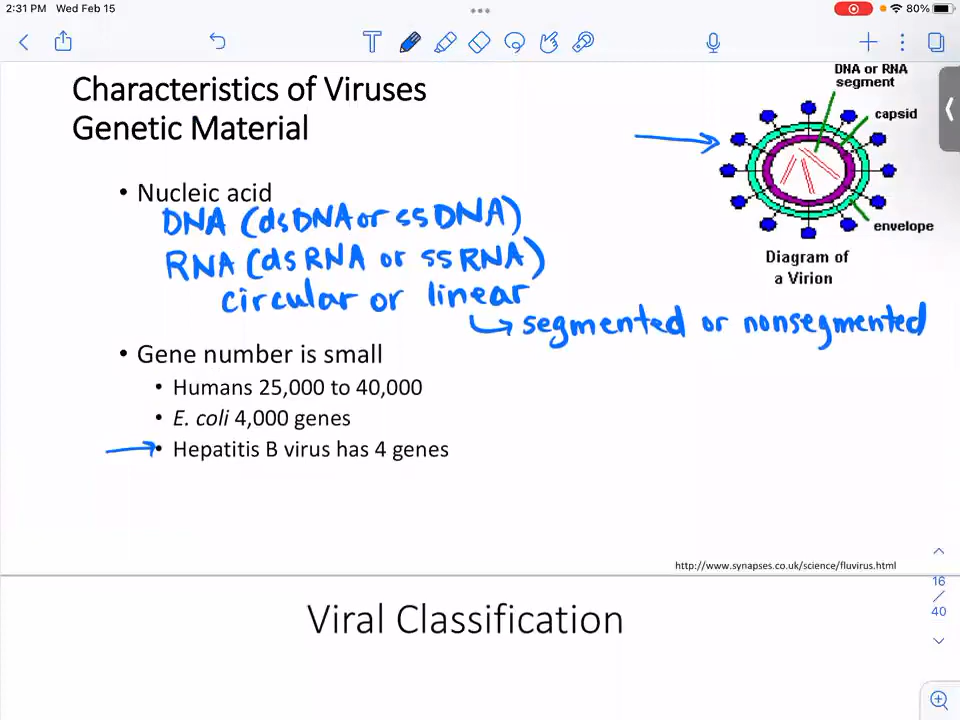 2:31 PM Wed Feb 15
80%
Characteristics of Viruses
Genetic Material
DNA or RNA
segment
capsid
envelope
Diagram of
a Virion
• Nucleic acid
DNA (dsDNA or ssDNA)
RNA (dsRNA or ssRNA)
circular or linear
segmented or nonsegmented
• Gene number is small
• Humans 25,000 to 40,000
• E. coli 4,000 genes
• Hepatitis B virus has 4 genes
http://www.synapses.co.uk/science/fluvirus.html
16
/
40
Viral Classification